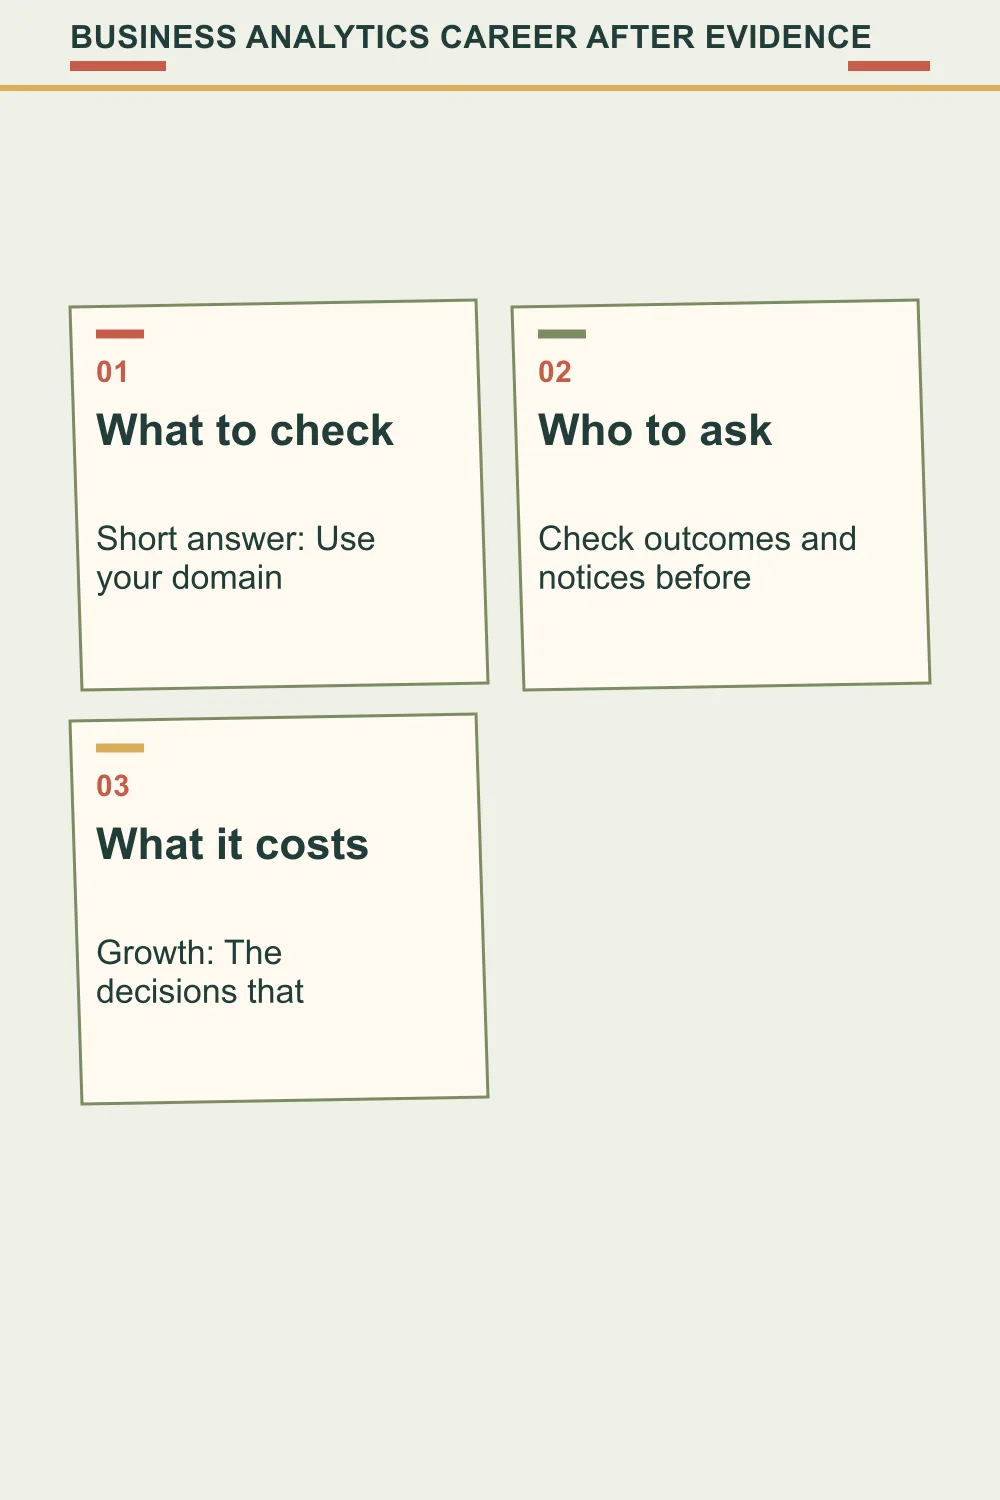 BUSINESS ANALYTICS CAREER AFTER EVIDENCE
01
What to check
Short answer: Use
your domain
02
Who to ask
Check outcomes and
notices before
03
What it costs
Growth: The
decisions that